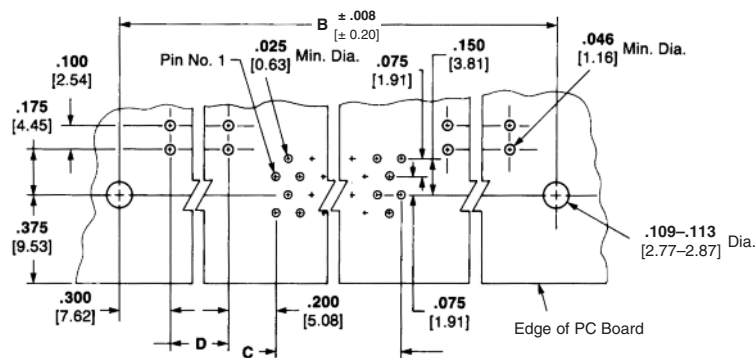 B ± .008
[± 0.20]
.025
[0.63] Min. Dia.
Pin No. 1
.075
[1.91]
.150
[3.81]
.046
[1.16] Min. Dia.
.100
[2.54]
.175
[4.45]
.375
[9.53]
.109–.113
[2.77–2.87] Dia.
.300
[7.62]
D
C
.200
[5.08]
.075
[1.91]
Edge of PC Board